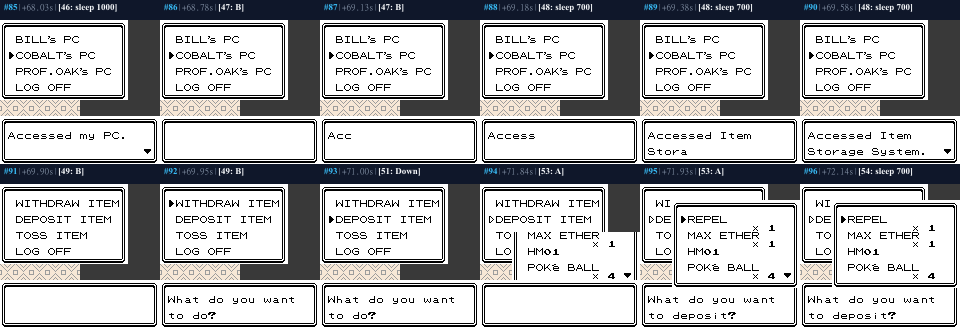 #85|+68.03s| [46: sleep 1000]
BILL's PC
▶COBALT's PC
PROF.OAK's PC
LOG OFF
Accessed my PC.
▼
#86|+68.78s| [47: B]
BILL's PC
▶COBALT's PC
PROF.OAK's PC
LOG OFF
#87|+69.13s| [47: B]
BILL's PC
▶COBALT's PC
PROF.OAK's PC
LOG OFF
Acc
#88|+69.18s| [48: sleep 700]
BILL's PC
▶COBALT's PC
PROF.OAK's PC
LOG OFF
Access
#89|+69.38s| [48: sleep 700]
BILL's PC
▶COBALT's PC
PROF.OAK's PC
LOG OFF
Accessed Item
Stora
#90|+69.58s| [48: sleep 700]
BILL's PC
▶COBALT's PC
PROF.OAK's PC
LOG OFF
Accessed Item
Storage System. ▼
#91|+69.90s| [49: B]
WITHDRAW ITEM
DEPOSIT ITEM
TOSS ITEM
LOG OFF
#92|+69.95s| [49: B]
▶WITHDRAW ITEM
DEPOSIT ITEM
TOSS ITEM
LOG OFF
What do you want
to do?
#93|+71.00s| [51: Down]
WITHDRAW ITEM
▶DEPOSIT ITEM
TOSS ITEM
LOG OFF
What do you want
to do?
#94|+71.84s| [53: A]
WITHDRAW ITEM
▷DEPOSIT ITEM
TO
LO
MAX ETHER
× 1
HM01
POKé BALL
× 4 ▼
#95|+71.93s| [53: A]
WI
▷DE
TO
LO
▶REPEL
× 1
MAX ETHER
× 1
HM01
POKé BALL
× 4 ▼
What do you want
to deposit?
#96|+72.14s| [54: sleep 700]
WI
▷DE
TO
LO
▶REPEL
× 1
MAX ETHER
× 1
HM01
POKé BALL
× 4
What do you want
to deposit?